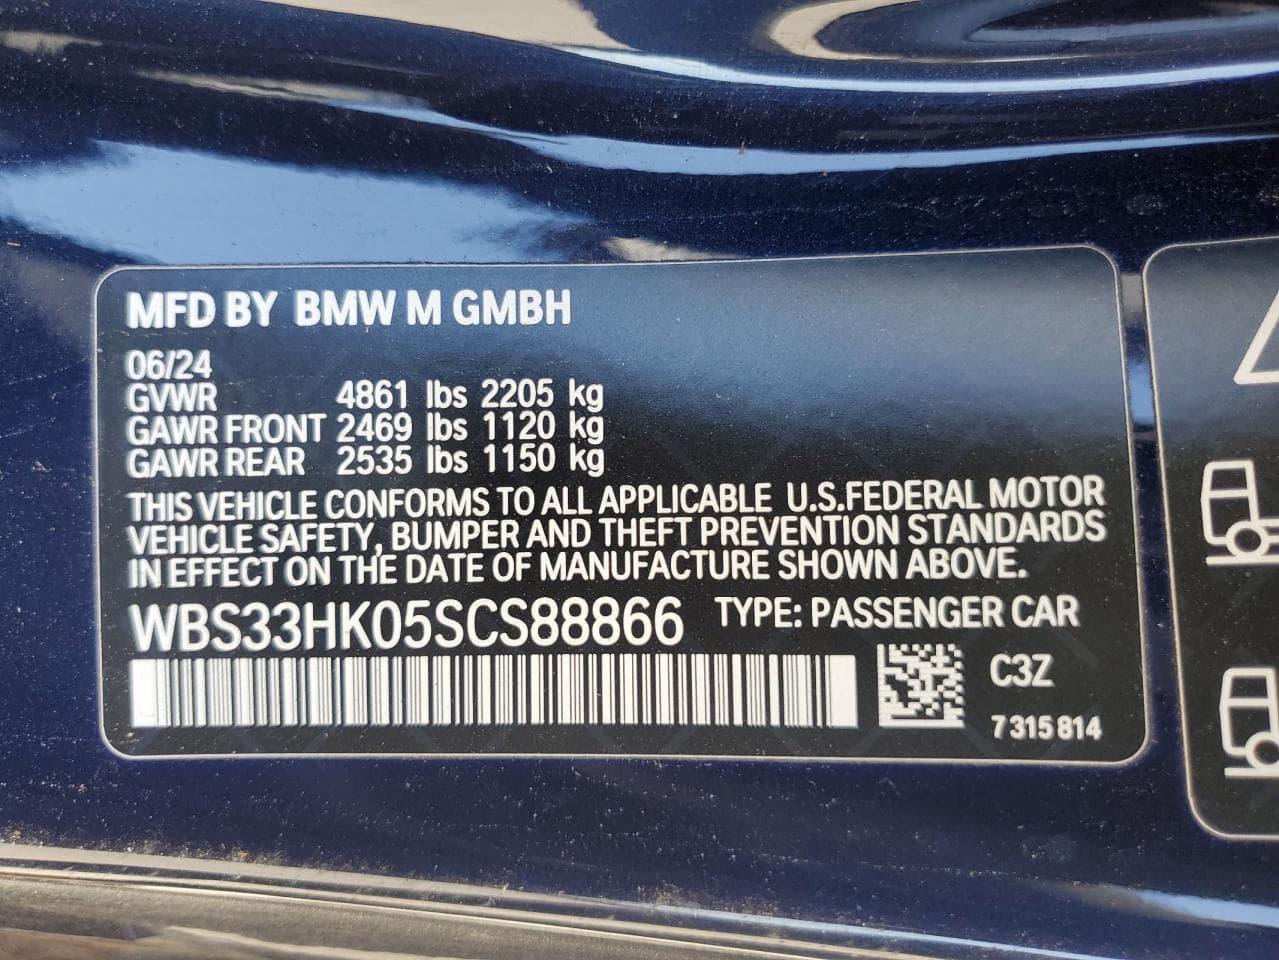 MFD BY BMW M GMBH
06/24
GVWR 4861 lbs 2205 kg
GAWR FRONT 2469 lbs 1120 kg
GAWR REAR 2535 lbs 1150 kg
THIS VEHICLE CONFORMS TO ALL APPLICABLE U.S.FEDERAL MOTOR
VEHICLE SAFETY, BUMPER AND THEFT PREVENTION STANDARDS
IN EFFECT ON THE DATE OF MANUFACTURE SHOWN ABOVE.
WBS33HK05SCS88866 TYPE: PASSENGER CAR
C3Z
7 315 814